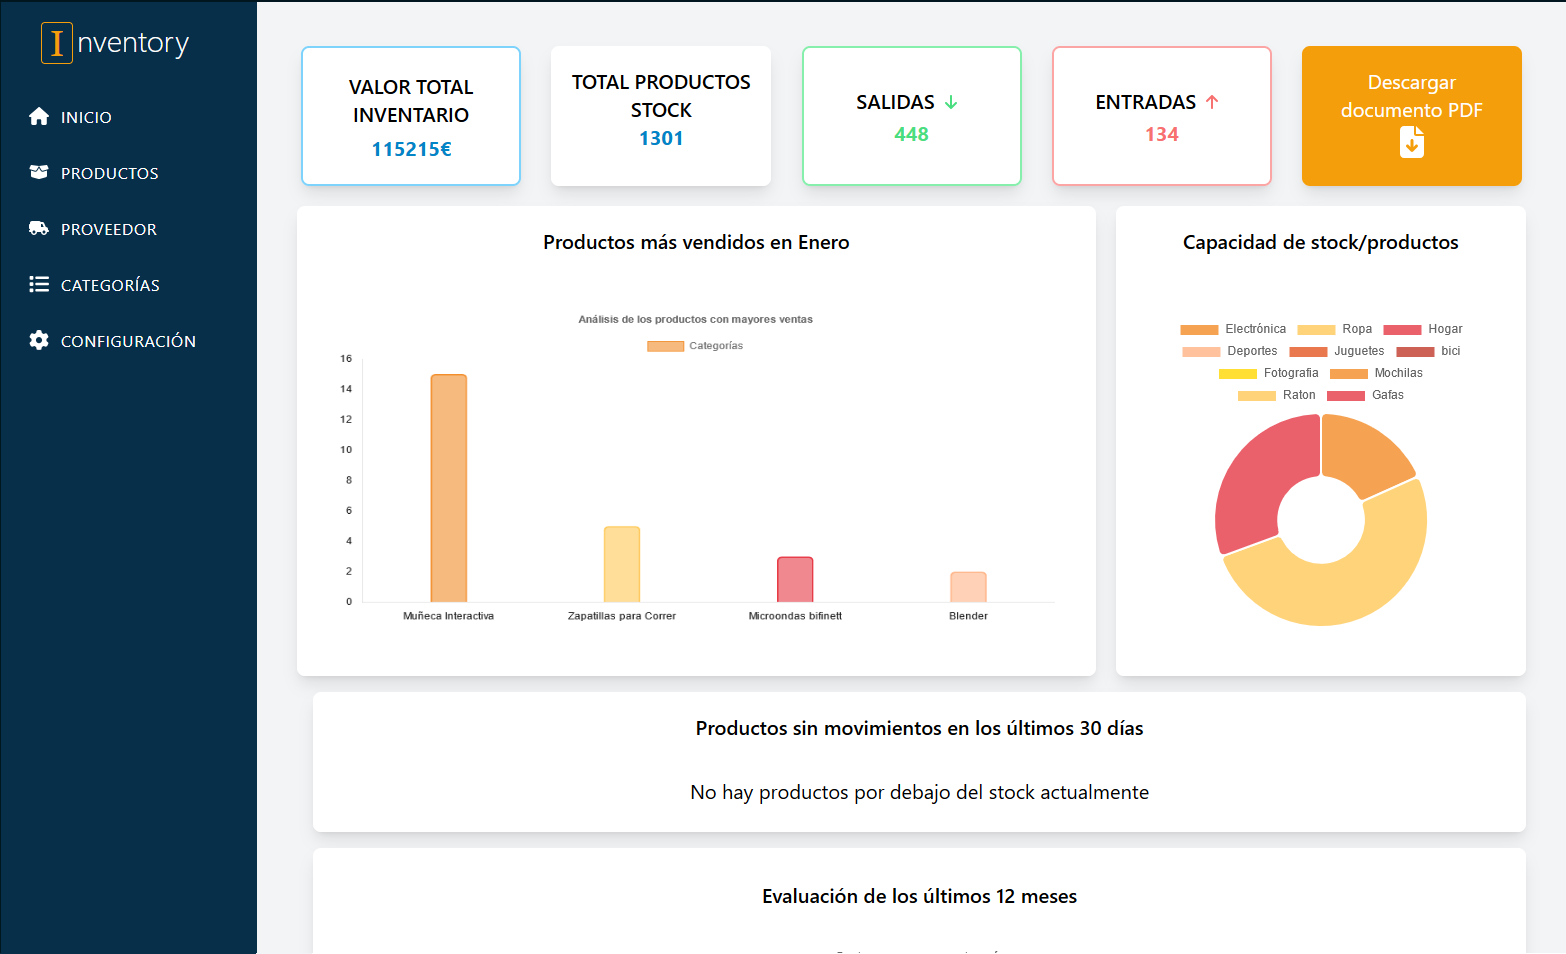 Inventory
INICIO
PRODUCTOS
PROVEEDOR
CATEGORÍAS
CONFIGURACIÓN
VALOR TOTAL
INVENTARIO
115215€
TOTAL PRODUCTOS
STOCK
1301
SALIDAS
448
ENTRADAS
134
Descargar
documento PDF
Productos más vendidos en Enero
Análisis de los productos con mayores ventas
Categorías
16
14
12
10
8
6
4
2
0
Muñeca Interactiva Zapatillas para Correr Microondas bifinett Blender
Capacidad de stock/productos
Electrónica Ropa Hogar
Deportes Juguetes bici
Fotografia Mochilas
Raton Gafas
Productos sin movimientos en los últimos 30 días
No hay productos por debajo del stock actualmente
Evaluación de los últimos 12 meses